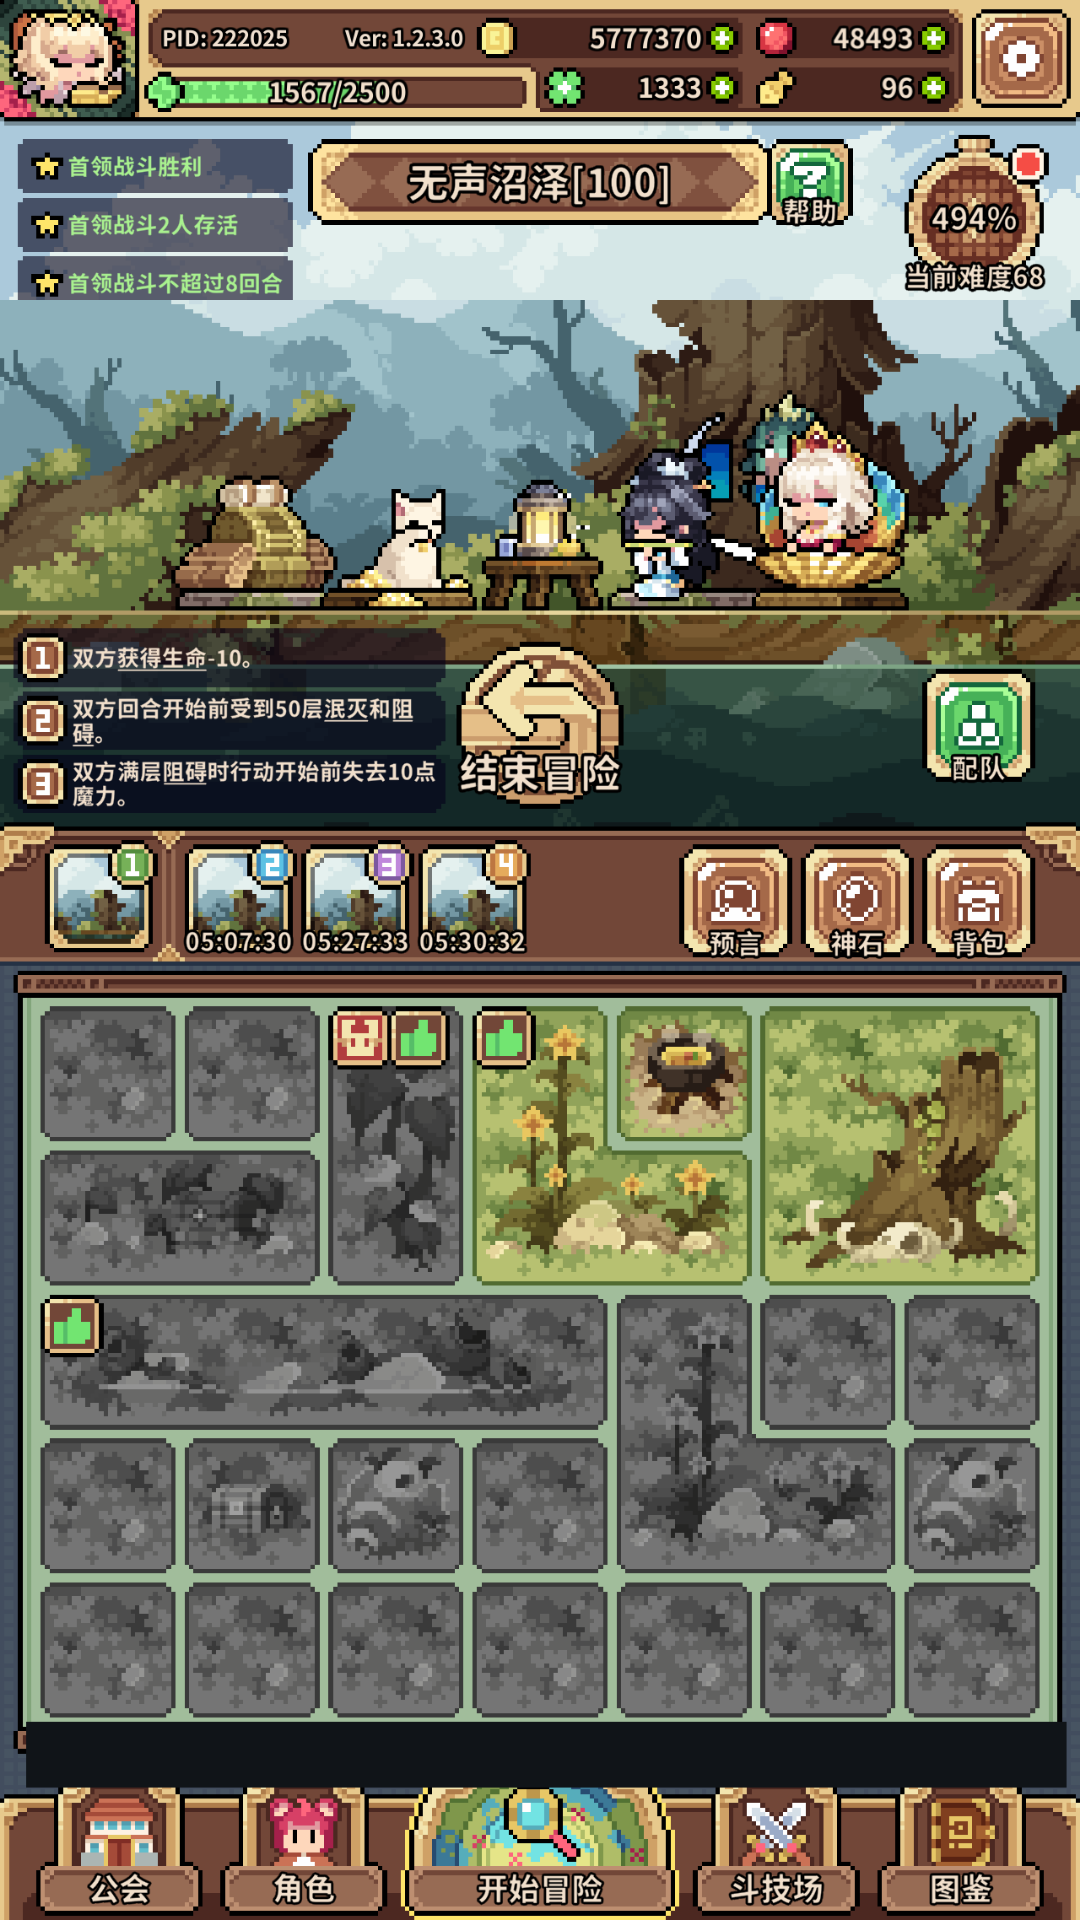 PID: 222025
Ver: 1.2.3.0
5777370
48493
1567/2500
1333
96
首领战斗胜利
首领战斗2人存活
首领战斗不超过8回合
无声沼泽[100]
帮助
494%
当前难度68
1 双方获得生命-10。
2 双方回合开始前受到50层泯灭和阻
碍。
3 双方满层阻碍时行动开始前失去10点
魔力。
结束冒险
配队
1
2
3
4
05:07:30
05:27:33
05:30:32
预言
神石
背包
公会
角色
开始冒险
斗技场
图鉴